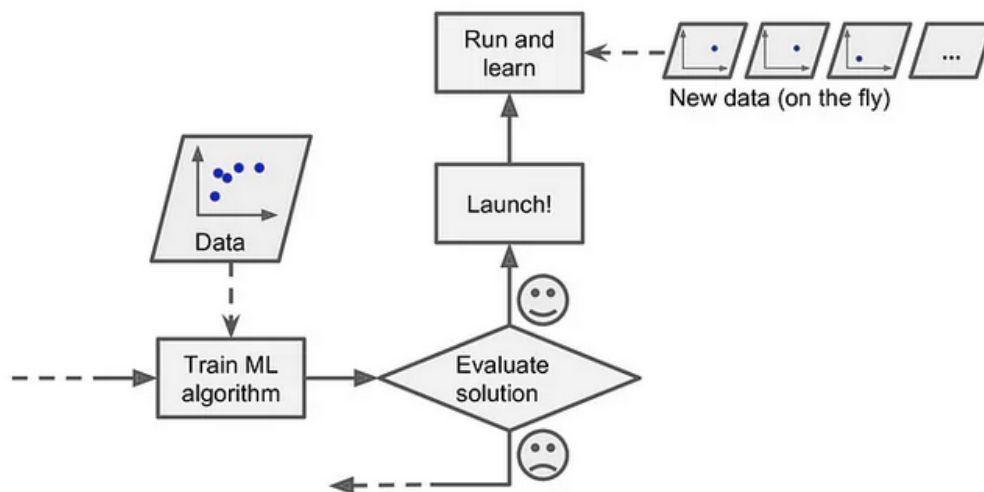 Run and
learn
...
New data (on the fly)
Launch!
Data
Train ML
algorithm
Evaluate
solution